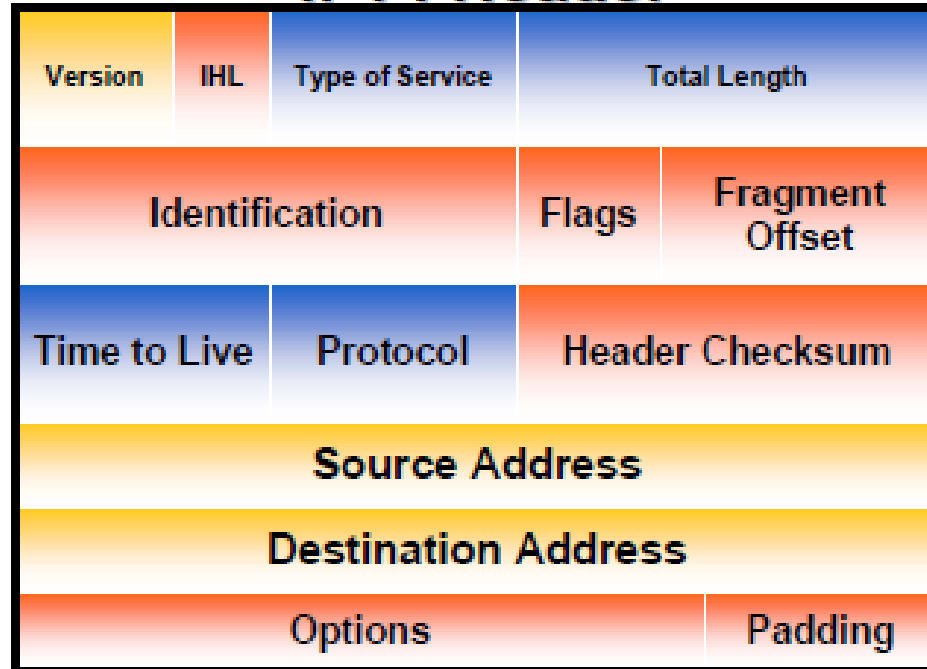 Version IHL Type of Service Total Length
Identification Flags Fragment
Offset
Time to Live Protocol Header Checksum
Source Address
Destination Address
Options Padding